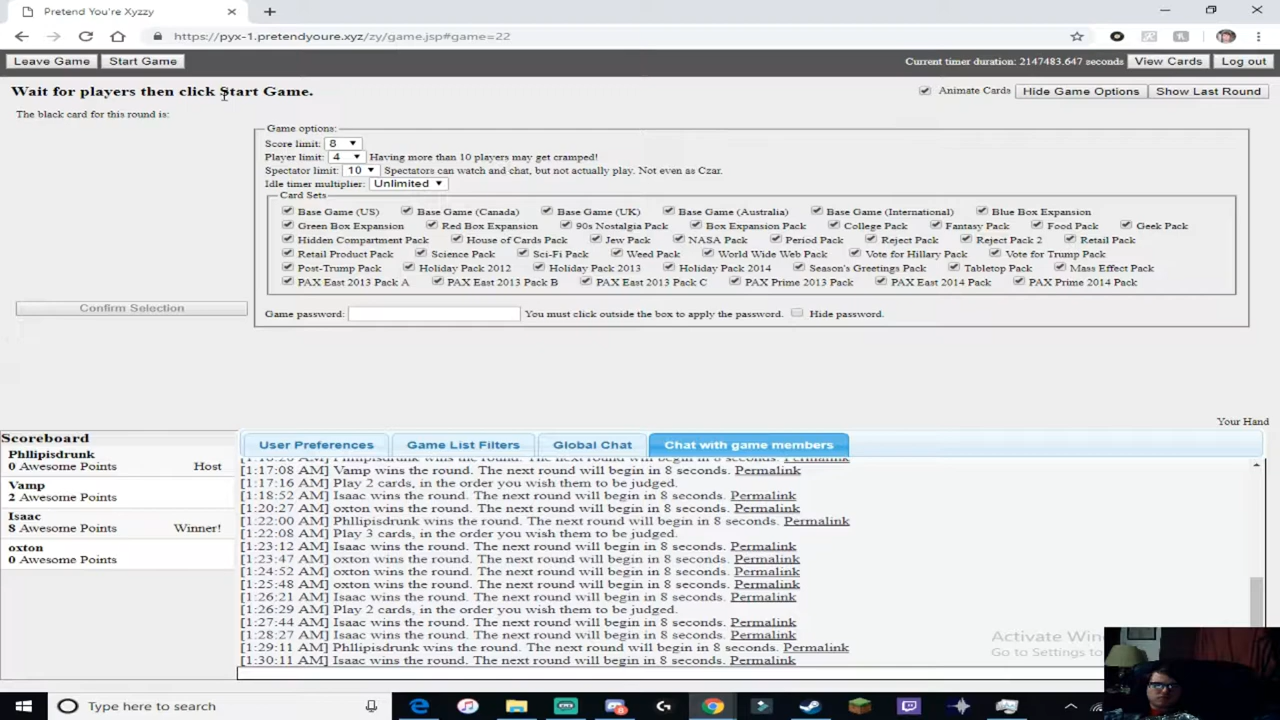 Pretend You're Xyzzy
https://pyx-1.pretendyoure.xyz/zy/game.jsp#game=22
Leave Game Start Game Current timer duration: 2147483.647 seconds View Cards Log out
Wait for players then click Start Game. Animate Cards Hide Game Options Show Last Round
The black card for this round is:
Game options:
Score limit: 8
Player limit: 4 Having more than 10 players may get cramped!
Spectator limit: 10 Spectators can watch and chat, but not actually play. Not even as Czar.
Idle timer multiplier: Unlimited
Card Sets
Base Game (US) Base Game (Canada) Base Game (UK) Base Game (Australia) Base Game (International) Blue Box Expansion
Green Box Expansion Red Box Expansion 90s Nostalgia Pack Box Expansion Pack College Pack Fantasy Pack Food Pack Geek Pack
Hidden Compartment Pack House of Cards Pack Jew Pack NASA Pack Period Pack Reject Pack Reject Pack 2 Retail Pack
Retail Product Pack Science Pack Sci-Fi Pack Weed Pack World Wide Web Pack Vote for Hillary Pack Vote for Trump Pack
Post-Trump Pack Holiday Pack 2012 Holiday Pack 2013 Holiday Pack 2014 Season's Greetings Pack Tabletop Pack Mass Effect Pack
PAX East 2013 Pack A PAX East 2013 Pack B PAX East 2013 Pack C PAX Prime 2013 Pack PAX East 2014 Pack PAX Prime 2014 Pack
Confirm Selection
Game password: You must click outside the box to apply the password. Hide password.
Your Hand
Scoreboard
Phllipisdrunk
0 Awesome Points Host
Vamp
2 Awesome Points
Isaac
8 Awesome Points Winner!
oxton
0 Awesome Points
User Preferences Game List Filters Global Chat Chat with game members
[1:17:08 AM] Vamp wins the round. The next round will begin in 8 seconds. Permalink
[1:17:16 AM] Play 2 cards, in the order you wish them to be judged.
[1:18:52 AM] Isaac wins the round. The next round will begin in 8 seconds. Permalink
[1:20:27 AM] oxton wins the round. The next round will begin in 8 seconds. Permalink
[1:22:00 AM] Phllipisdrunk wins the round. The next round will begin in 8 seconds. Permalink
[1:22:08 AM] Play 3 cards, in the order you wish them to be judged.
[1:23:12 AM] Isaac wins the round. The next round will begin in 8 seconds. Permalink
[1:23:47 AM] oxton wins the round. The next round will begin in 8 seconds. Permalink
[1:24:52 AM] oxton wins the round. The next round will begin in 8 seconds. Permalink
[1:25:48 AM] oxton wins the round. The next round will begin in 8 seconds. Permalink
[1:26:21 AM] Isaac wins the round. The next round will begin in 8 seconds. Permalink
[1:26:29 AM] Play 2 cards, in the order you wish them to be judged.
[1:27:44 AM] Isaac wins the round. The next round will begin in 8 seconds. Permalink
[1:28:27 AM] Isaac wins the round. The next round will begin in 8 seconds. Permalink
[1:29:11 AM] Phllipisdrunk wins the round. The next round will begin in 8 seconds. Permalink
[1:30:11 AM] Isaac wins the round. The next round will begin in 8 seconds. Permalink
Activate Win
Go to Settings to
Type here to search